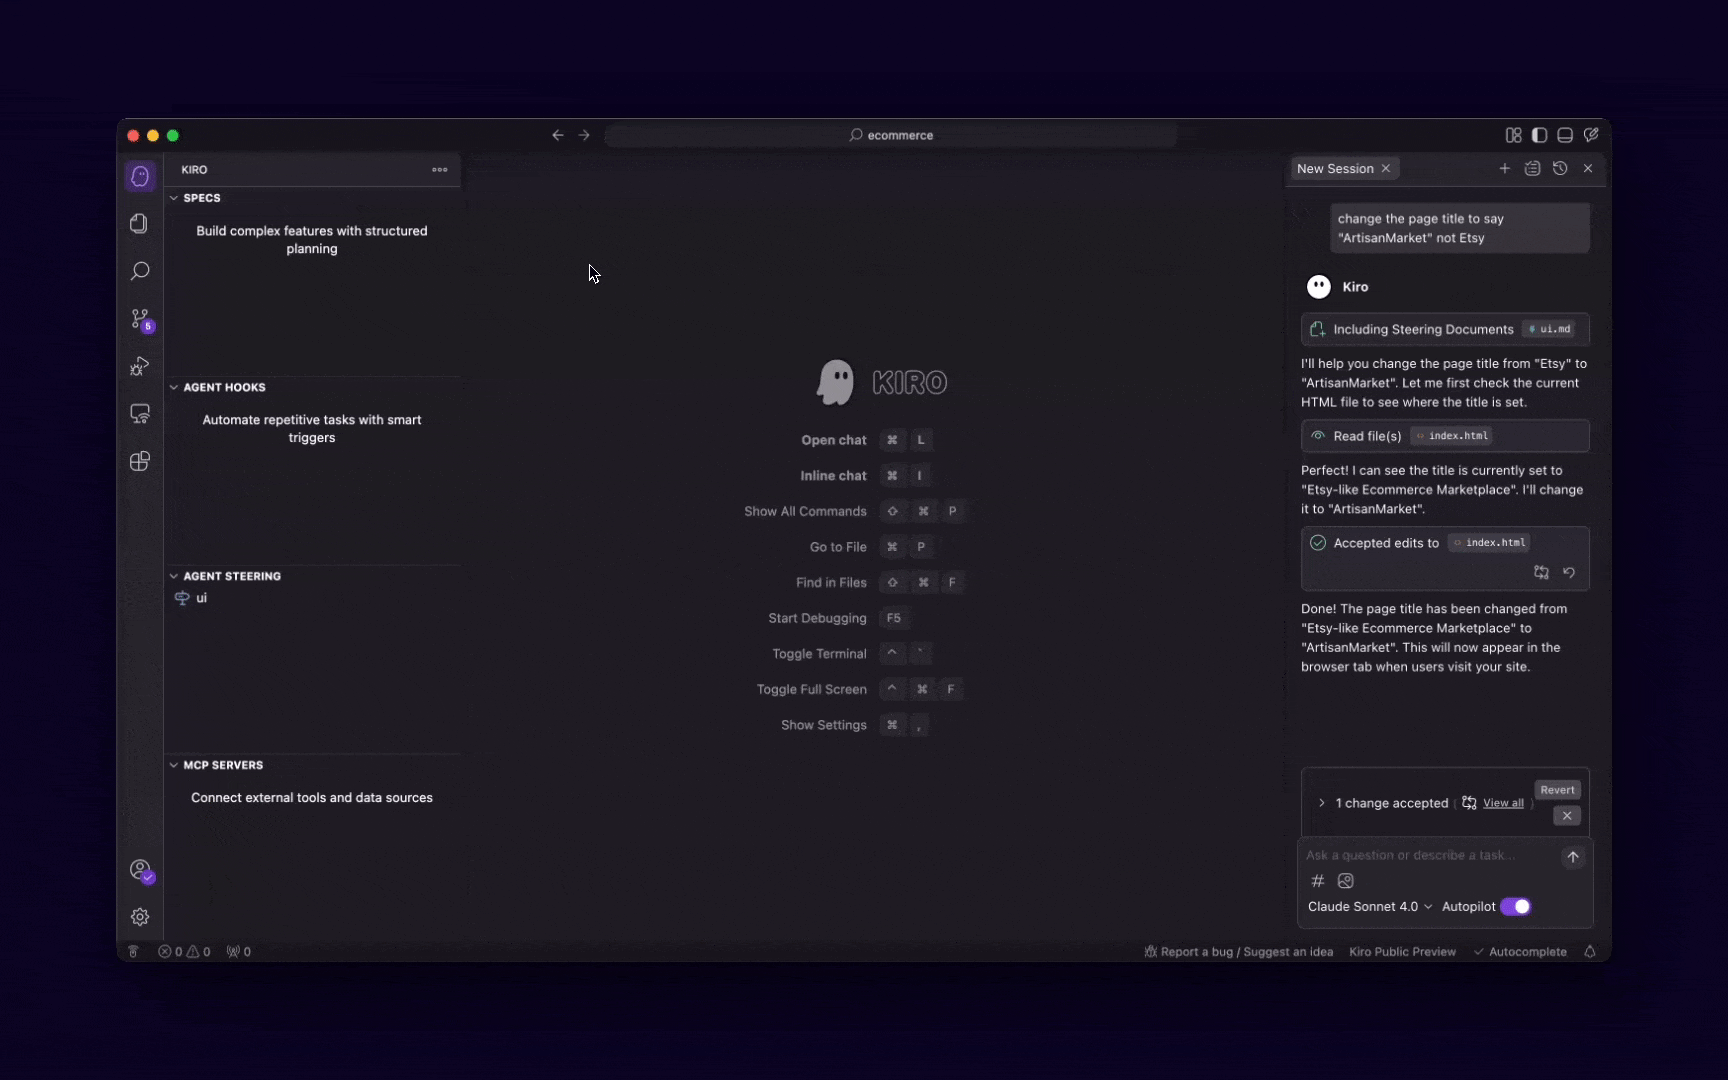 ecommerce
KIRO
SPECS
Build complex features with structured
planning
5
AGENT HOOKS
Automate repetitive tasks with smart
triggers
AGENT STEERING
ui
MCP SERVERS
Connect external tools and data sources
KIRO
Open chat ⌘ L
Inline chat ⌘ I
Show All Commands ⇧ ⌘ P
Go to File ⌘ P
Find in Files ⇧ ⌘ F
Start Debugging F5
Toggle Terminal ^ `
Toggle Full Screen ^ ⌘ F
Show Settings ⌘ ,
New Session
change the page title to say
"ArtisanMarket" not Etsy
Kiro
Including Steering Documents ui.md
I'll help you change the page title from "Etsy" to
"ArtisanMarket". Let me first check the current
HTML file to see where the title is set.
Read file(s) index.html
Perfect! I can see the title is currently set to
"Etsy-like Ecommerce Marketplace". I'll change
it to "ArtisanMarket".
Accepted edits to index.html
Done! The page title has been changed from
"Etsy-like Ecommerce Marketplace" to
"ArtisanMarket". This will now appear in the
browser tab when users visit your site.
Revert
1 change accepted ( View all )
Ask a question or describe a task...
#
Claude Sonnet 4.0 Autopilot
0 0 0
Report a bug / Suggest an idea Kiro Public Preview Autocomplete